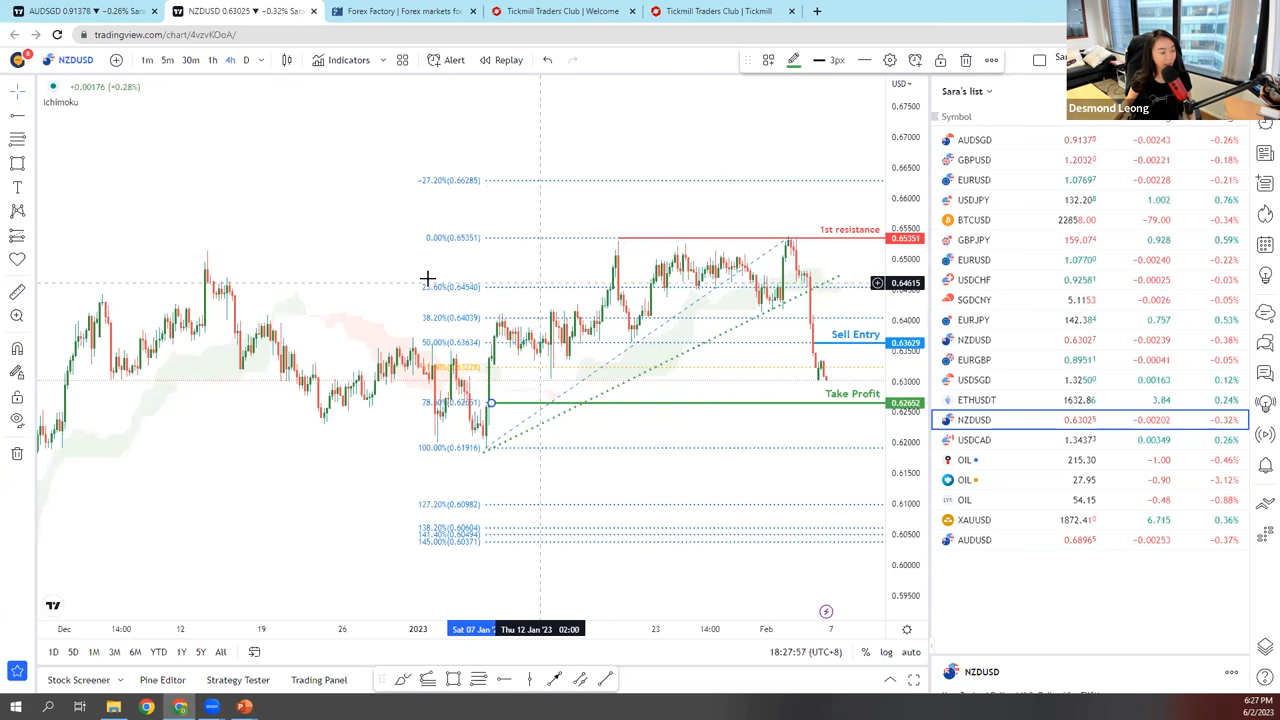 AUDSGD 0.91378 ▼ −0.26% Sara's
NZDUSD 0.63025 ▼ −0.32% Sara's
Forex Factory | Forex markets for
Tickmill Traders Club | Welcome
Tickmill Traders Club | Tickmill
tradingview.com/chart/4vzvKOoA/
8
NZDUSD
1m 5m 30m 1h 4h D
Indicators
Alert
Replay
3px
Desmond Leong
+0.00176 (+0.28%)
Ichimoku
USD
Sara's list
Symbol
AUDSGD 0.91378 −0.00243 −0.26%
GBPUSD 1.20320 −0.00221 −0.18%
EURUSD 1.07697 −0.00228 −0.21%
USDJPY 132.208 1.002 0.76%
BTCUSD 22858.00 −79.00 −0.34%
GBPJPY 159.074 0.928 0.59%
EURUSD 1.07700 −0.00240 −0.22%
USDCHF 0.92581 −0.00025 −0.03%
SGDCNY 5.1153 −0.0026 −0.05%
EURJPY 142.384 0.757 0.53%
NZDUSD 0.63027 −0.00239 −0.38%
EURGBP 0.89511 −0.00041 −0.05%
USDSGD 1.32500 0.00163 0.12%
ETHUSDT 1632.86 3.84 0.24%
NZDUSD 0.63025 −0.00202 −0.32%
USDCAD 1.34373 0.00349 0.26%
OIL 215.30 −1.00 −0.46%
OIL 27.95 −0.90 −3.12%
OIL 54.15 −0.48 −0.88%
XAUUSD 1872.410 6.715 0.36%
AUDUSD 0.68965 −0.00253 −0.37%
0.67500
0.67000
0.66500
0.66000
0.65500
0.65351
0.65000
0.64615
0.64000
0.63629
0.63500
0.63000
0.62652
0.62500
0.62000
0.61500
0.61000
0.60500
0.60000
0.59500
−27.20%(0.66285)
0.00%(0.65351)
23.60%(0.64540)
38.20%(0.64039)
50.00%(0.63634)
78.60%(0.62651)
100.00%(0.61916)
127.20%(0.60982)
138.20%(0.60604)
141.40%(0.60494)
145.00%(0.60371)
1st resistance
Sell Entry
Take Profit
Dec 14:00 12 19 26 2023 Sat 07 Jan Thu 12 Jan '23 02:00 23 14:00 Feb 7
1D 5D 1M 3M 6M YTD 1Y 5Y All
18:27:57 (UTC+8)
% log auto
Stock Screener
Pine Editor
Strategy Tester
Trading Panel
NZDUSD
6:27 PM
6/2/2023